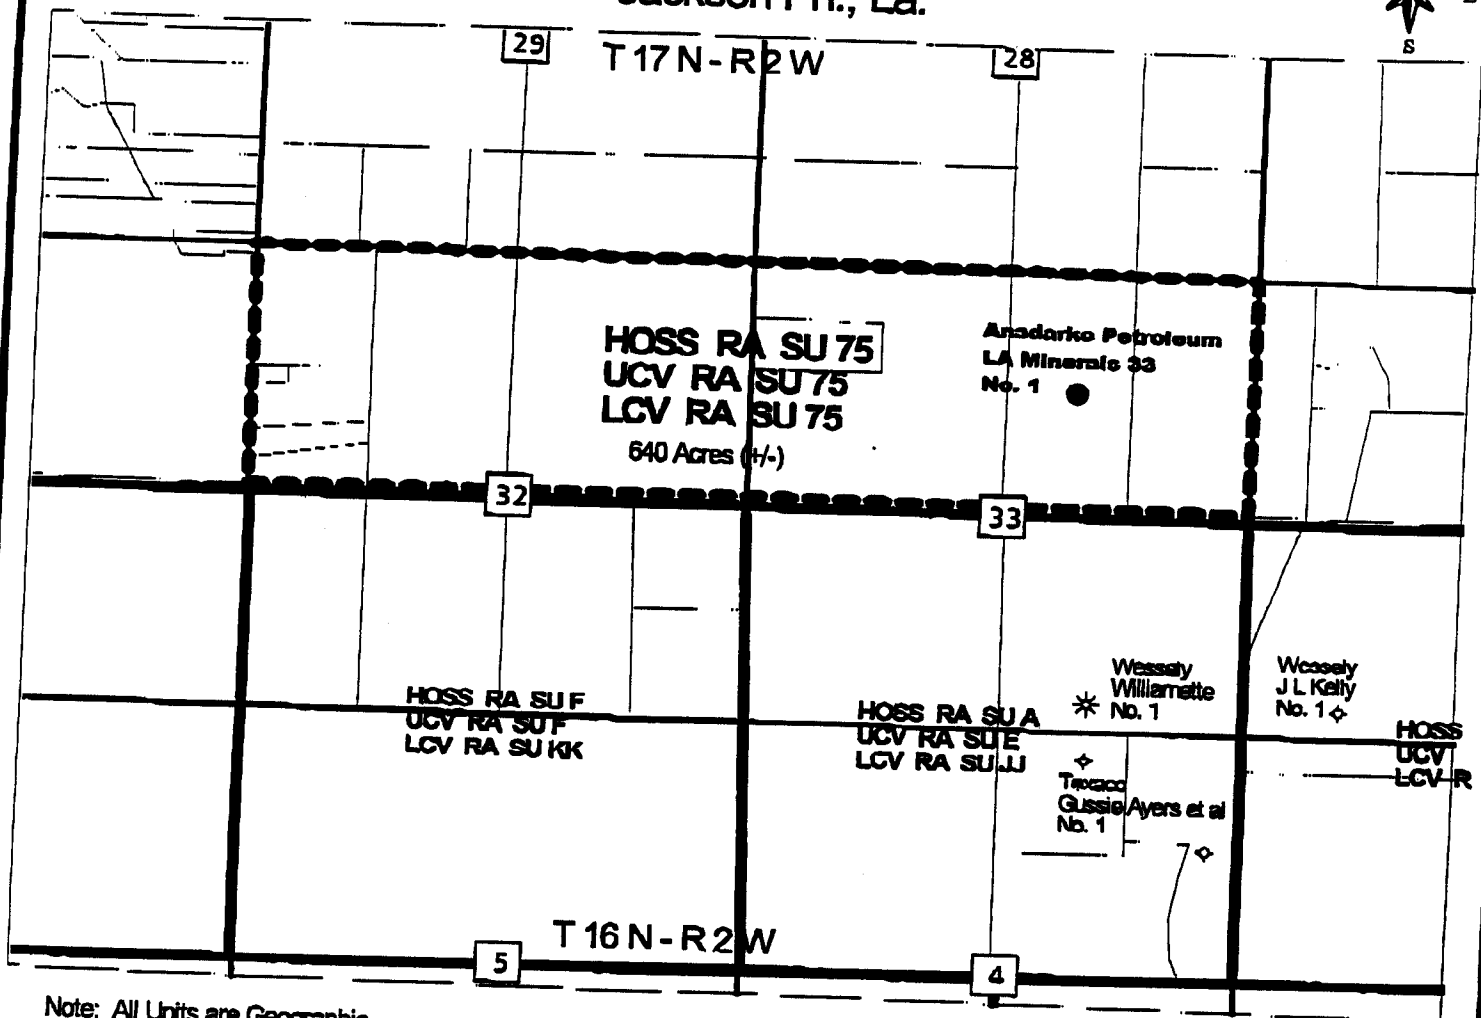 Jackson Prh., La.
S
29
28
T 17 N - R 2 W
HOSS RA SU 75
UCV RA SU 75
LCV RA SU 75
640 Acres (+/-)
Anadarko Petroleum
LA Minerals 33
No. 1
32
33
Wessely
Willamette
No. 1
Wessely
J L Kelly
No. 1
HOSS RA SU F
UCV RA SU F
LCV RA SU KK
HOSS RA SU A
UCV RA SU E
LCV RA SU JJ
HOSS
UCV
LCV R
Texaco
Gussie Ayers et al
No. 1
T 16 N - R 2 W
5
4
Note: All Units are Geographic